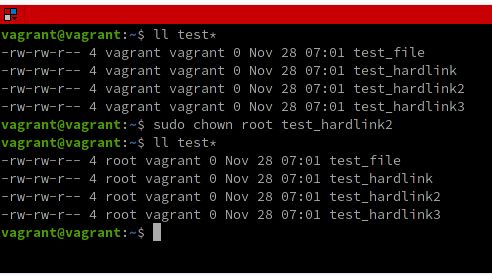 vagrant@vagrant:~$ ll test*
-rw-rw-r-- 4 vagrant vagrant 0 Nov 28 07:01 test_file
-rw-rw-r-- 4 vagrant vagrant 0 Nov 28 07:01 test_hardlink
-rw-rw-r-- 4 vagrant vagrant 0 Nov 28 07:01 test_hardlink2
-rw-rw-r-- 4 vagrant vagrant 0 Nov 28 07:01 test_hardlink3
vagrant@vagrant:~$ sudo chown root test_hardlink2
vagrant@vagrant:~$ ll test*
-rw-rw-r-- 4 root vagrant 0 Nov 28 07:01 test_file
-rw-rw-r-- 4 root vagrant 0 Nov 28 07:01 test_hardlink
-rw-rw-r-- 4 root vagrant 0 Nov 28 07:01 test_hardlink2
-rw-rw-r-- 4 root vagrant 0 Nov 28 07:01 test_hardlink3
vagrant@vagrant:~$